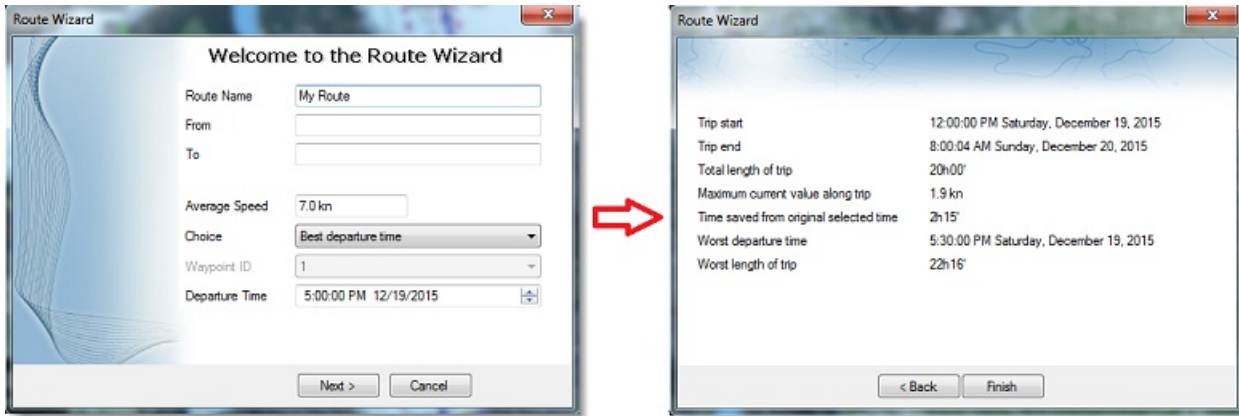 Route Wizard
Welcome to the Route Wizard
Route Name My Route
From
To
Average Speed 7.0 kn
Choice Best departure time
Waypoint ID 1
Departure Time 5:00:00 PM 12/19/2015
Next > Cancel
Route Wizard
Trip start 12:00:00 PM Saturday, December 19, 2015
Trip end 8:00:04 AM Sunday, December 20, 2015
Total length of trip 20h00'
Maximum current value along trip 1.9 kn
Time saved from original selected time 2h15'
Worst departure time 5:30:00 PM Saturday, December 19, 2015
Worst length of trip 22h16'
< Back Finish